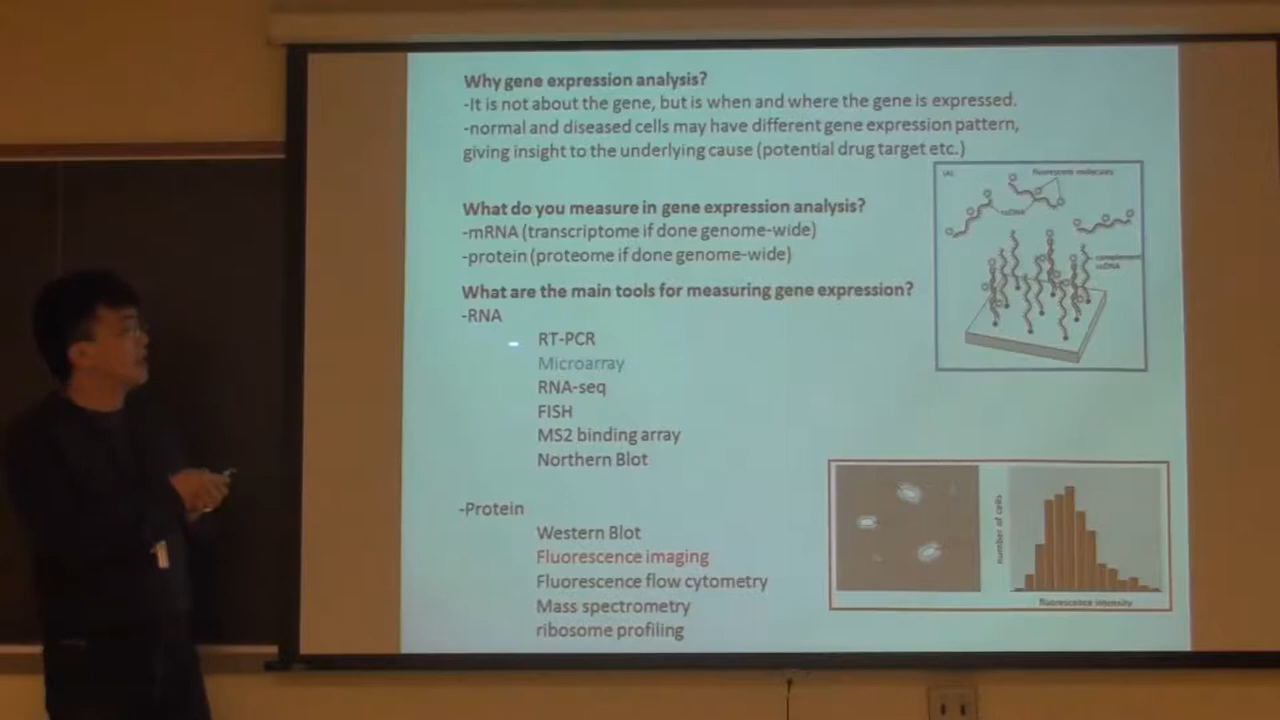 Why gene expression analysis?
-It is not about the gene, but is when and where the gene is expressed.
-normal and diseased cells may have different gene expression pattern,
giving insight to the underlying cause (potential drug target etc.)
(A)
fluorescent molecules
ssDNA
complement
ssDNA
What do you measure in gene expression analysis?
-mRNA (transcriptome if done genome-wide)
-protein (proteome if done genome-wide)
What are the main tools for measuring gene expression?
-RNA
RT-PCR
Microarray
RNA-seq
FISH
MS2 binding array
Northern Blot
-Protein
Western Blot
Fluorescence imaging
Fluorescence flow cytometry
Mass spectrometry
ribosome profiling
number of cells
fluorescence intensity